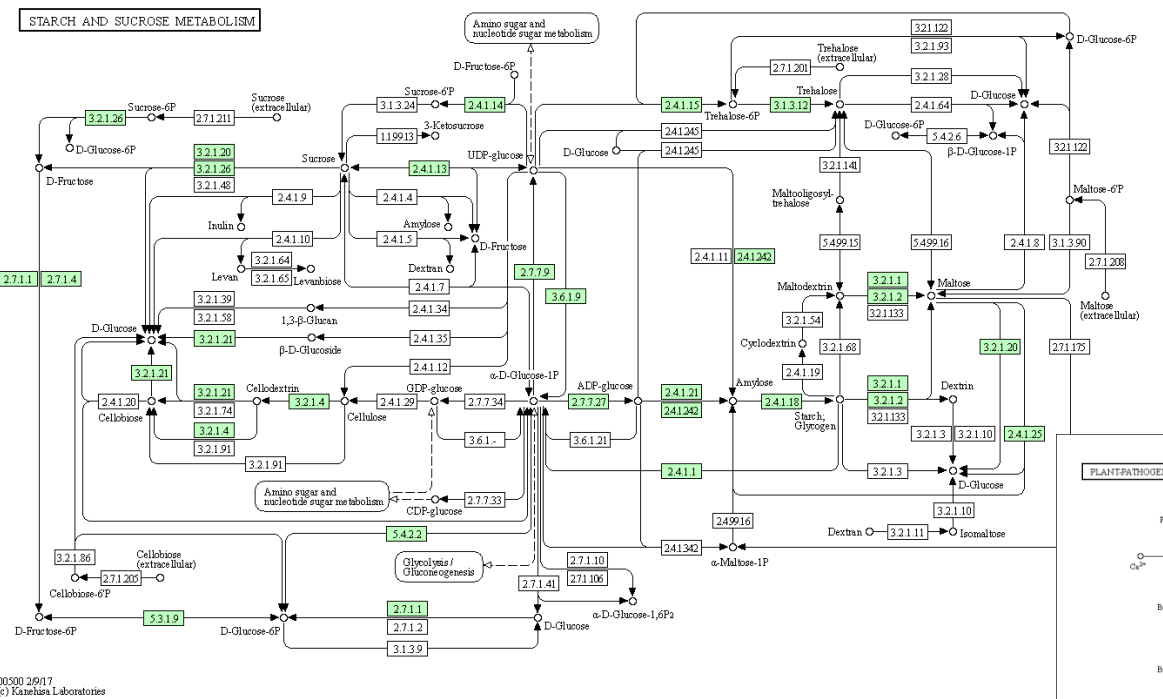 STARCH AND SUCROSE METABOLISM
Amino sugar and
nucleotide sugar metabolism
D-Fructose-6P
3.2.1.122
3.2.1.93
D-Glucose-6P
Trehalose
(extracellular)
2.7.1.201
3.2.1.28
Sucrose-6P
Sucrose
(extracellular)
Sucrose-6'P
3.2.1.26
2.7.1.211
3.1.3.24
2.4.1.14
2.4.1.15
Trehalose-6P
3.1.3.12
Trehalose
2.4.1.64
D-Glucose
D-Glucose-6P
1.1.99.13
3-Ketosucrose
2.4.1.245
2.4.1.245
D-Glucose
D-Glucose-6P
5.4.2.6
β-D-Glucose-1P
3.2.1.122
D-Fructose
3.2.1.20
3.2.1.26
3.2.1.48
Sucrose
2.4.1.13
UDP-glucose
3.2.1.141
2.4.1.9
2.4.1.4
Maltooligosyl-
trehalose
Maltose-6'P
Inulin
Amylose
2.4.1.10
2.4.1.5
D-Fructose
5.4.99.15
5.4.99.16
2.4.1.8
3.1.3.90
2.7.1.208
3.2.1.64
3.2.1.65
Levan
Levanbiose
Dextran
2.4.1.11
2.4.1.242
2.7.1.1
2.7.1.4
2.4.1.7
2.7.7.9
3.6.1.9
Maltodextrin
3.2.1.1
3.2.1.2
3.2.1.133
Maltose
Maltose
(extracellular)
3.2.1.39
3.2.1.58
1,3-β-Glucan
2.4.1.34
3.2.1.54
D-Glucose
3.2.1.21
β-D-Glucoside
2.4.1.35
Cyclodextrin
3.2.1.68
3.2.1.20
2.7.1.175
3.2.1.21
2.4.1.12
α-D-Glucose-1P
2.4.1.19
2.4.1.20
Cellobiose
3.2.1.21
3.2.1.74
3.2.1.4
3.2.1.91
Cellodextrin
3.2.1.4
Cellulose
2.4.1.29
GDP-glucose
2.7.7.34
2.7.7.27
ADP-glucose
2.4.1.21
2.4.1.242
Amylose
2.4.1.18
Starch;
Glycogen
3.2.1.1
3.2.1.2
3.2.1.133
Dextrin
3.6.1.-
3.6.1.21
3.2.1.3
3.2.1.10
2.4.1.25
3.2.1.91
2.4.1.1
3.2.1.3
D-Glucose
PLANT-PATHOGE
Amino sugar and
nucleotide sugar metabolism
2.7.7.33
CDP-glucose
3.2.1.10
2.4.99.16
5.4.2.2
Dextran
3.2.1.11
Isomaltose
2.4.1.342
α-Maltose-1P
3.2.1.86
Cellobiose
(extracellular)
Glycolysis /
Gluconeogenesis
2.7.1.10
2.7.1.106
Ca2+
2.7.1.205
2.7.1.41
Cellobiose-6'P
α-D-Glucose-1,6P2
5.3.1.9
2.7.1.1
2.7.1.2
D-Fructose-6P
D-Glucose-6P
D-Glucose
3.1.3.9
00500 2/9/17
(c) Kanehisa Laboratories